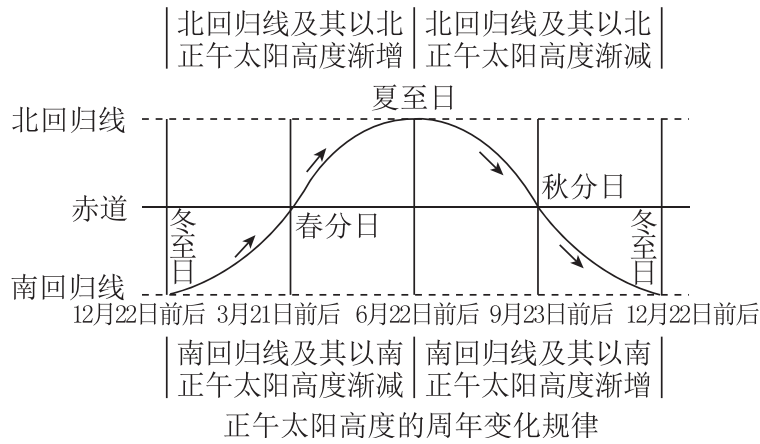 北回归线及其以北
正午太阳高度渐增
北回归线及其以北
正午太阳高度渐减
夏至日
北回归线
秋分日
赤道
冬至日
春分日
冬至日
南回归线
12月22日前后 3月21日前后 6月22日前后 9月23日前后 12月22日前后
南回归线及其以南
正午太阳高度渐减
南回归线及其以南
正午太阳高度渐增
正午太阳高度的周年变化规律